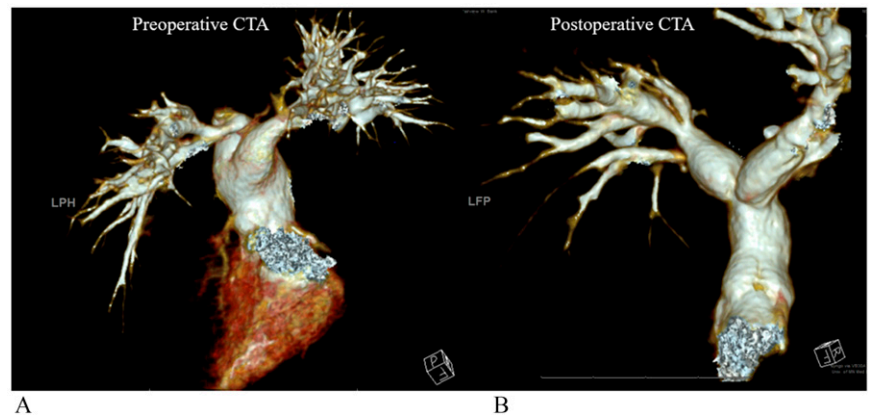 Preoperative CTA
Postoperative CTA
LPH
LFP
A
B